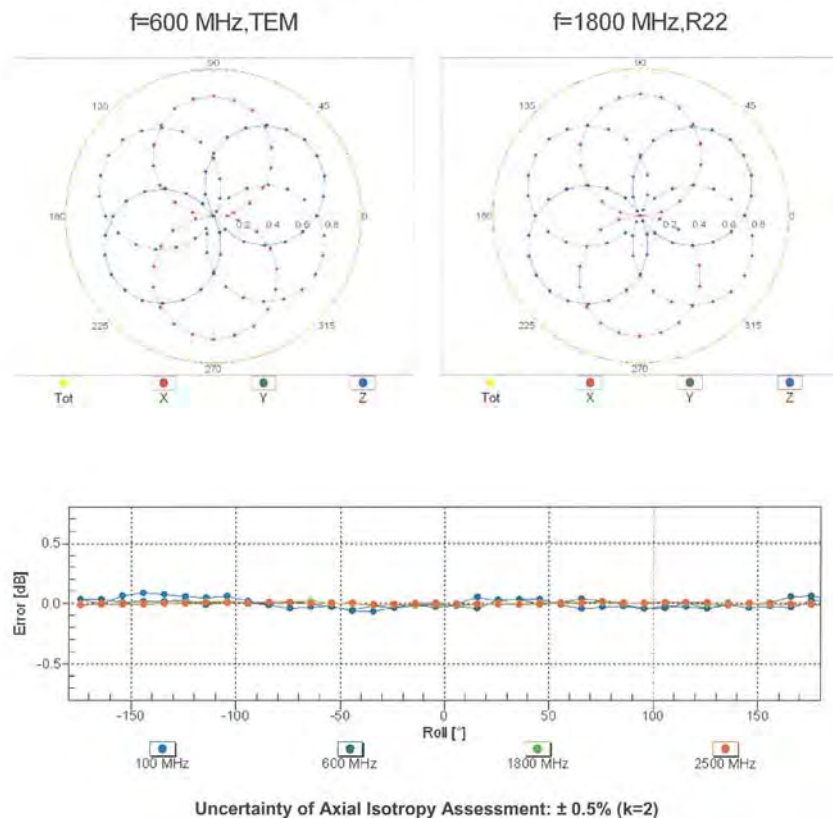 f=600 MHz,TEM
f=1800 MHz,R22
90
90
135
45
135
45
180
0.2
0.4
0.6
0.8
0
180
0.2
0.4
0.6
0.8
0
225
315
225
315
270
270
Tot
X
Y
Z
Tot
X
Y
Z
0.5
0.0
-0.5
Error [dB]
-150
-100
-50
0
50
100
150
Roll [°]
100 MHz
600 MHz
1800 MHz
2500 MHz
Uncertainty of Axial Isotropy Assessment: ± 0.5% (k=2)